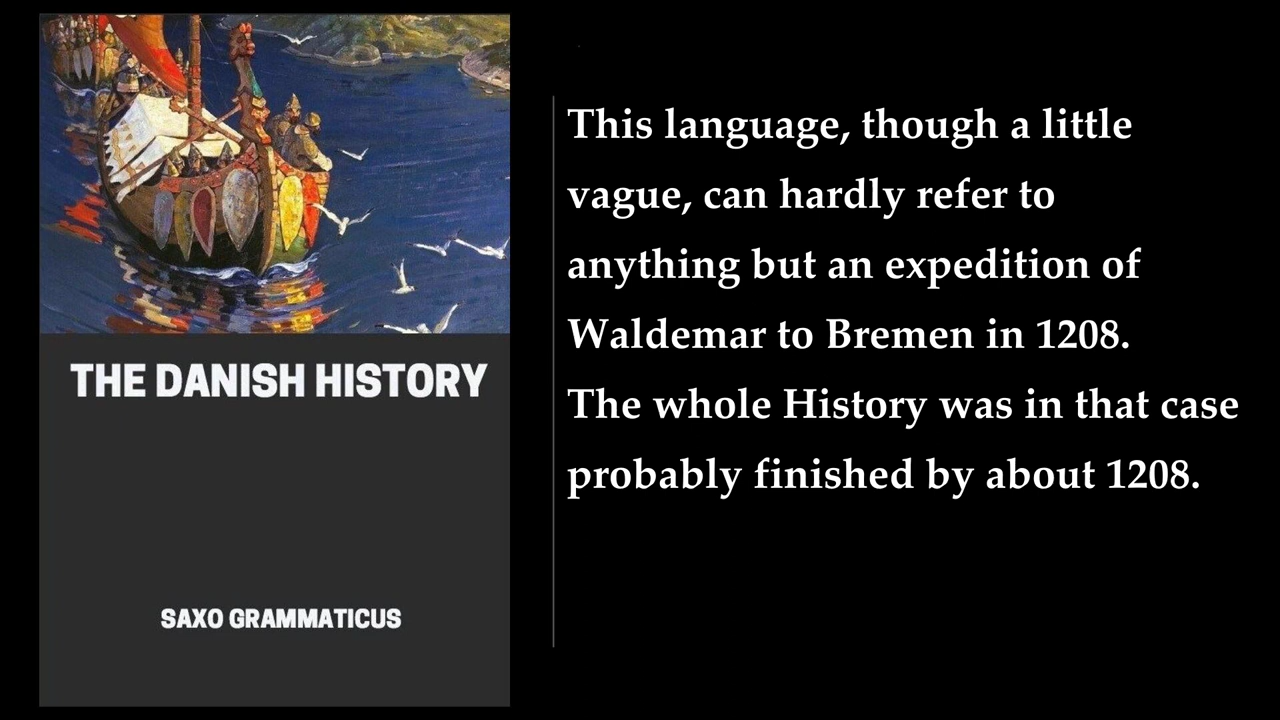 THE DANISH HISTORY
SAXO GRAMMATICUS
This language, though a little
vague, can hardly refer to
anything but an expedition of
Waldemar to Bremen in 1208.
The whole History was in that case
probably finished by about 1208.